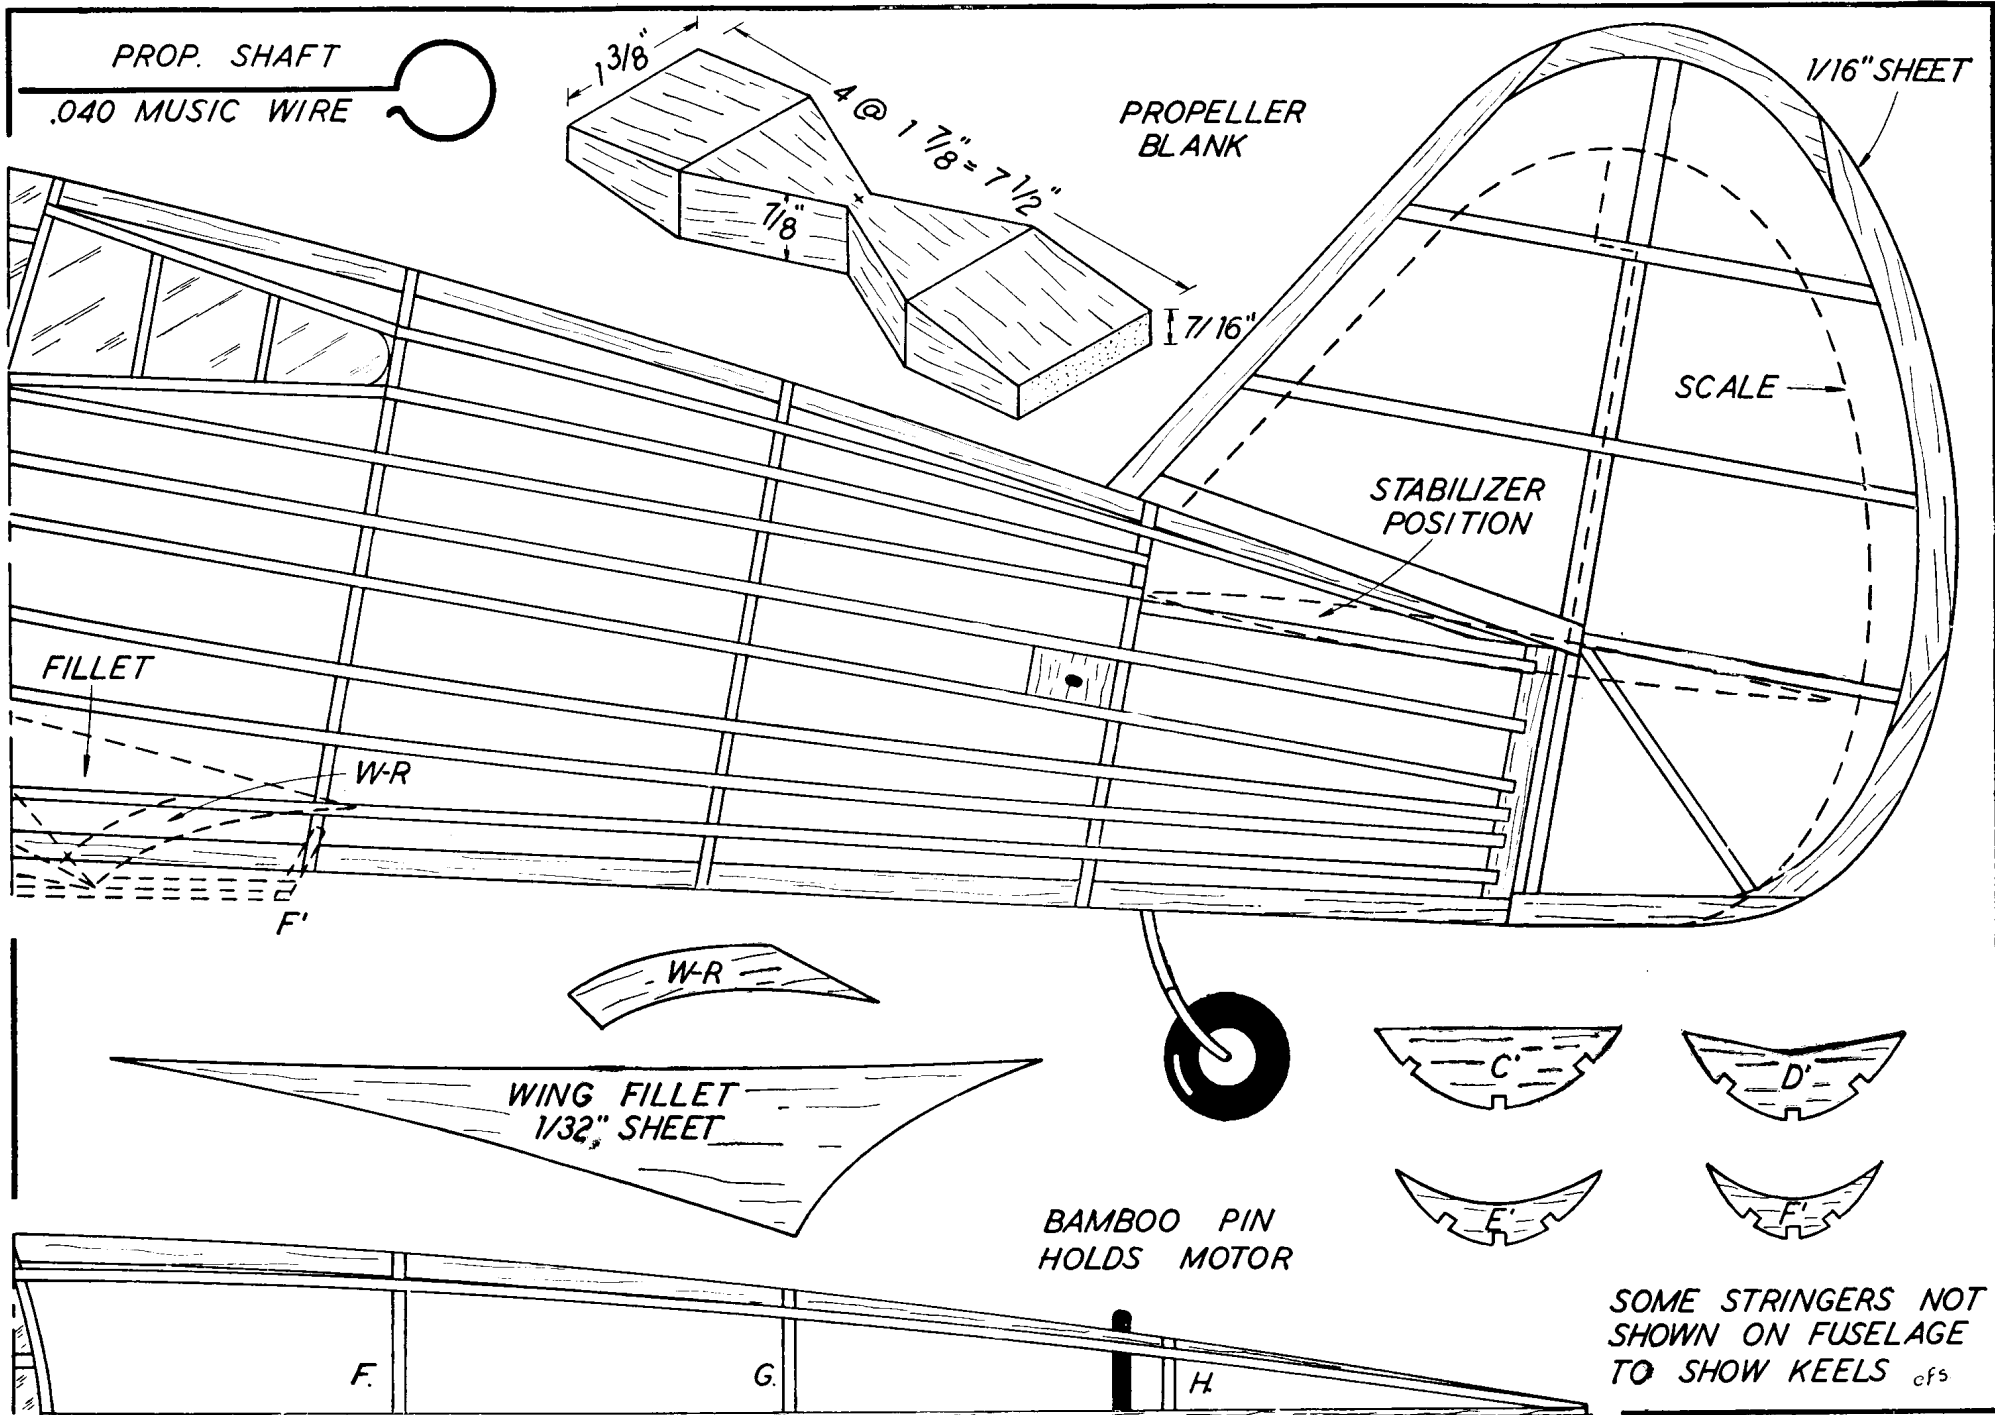 PROP. SHAFT
.040 MUSIC WIRE
1 3/8"
4 @ 1 7/8" = 7 1/2"
7/8"
7/16"
PROPELLER
BLANK
1/16" SHEET
SCALE
STABILIZER
POSITION
FILLET
W-R
F'
W-R
WING FILLET
1/32" SHEET
C'
D'
E'
F'
BAMBOO PIN
HOLDS MOTOR
F.
G.
H.
SOME STRINGERS NOT
SHOWN ON FUSELAGE
TO SHOW KEELS
cfs